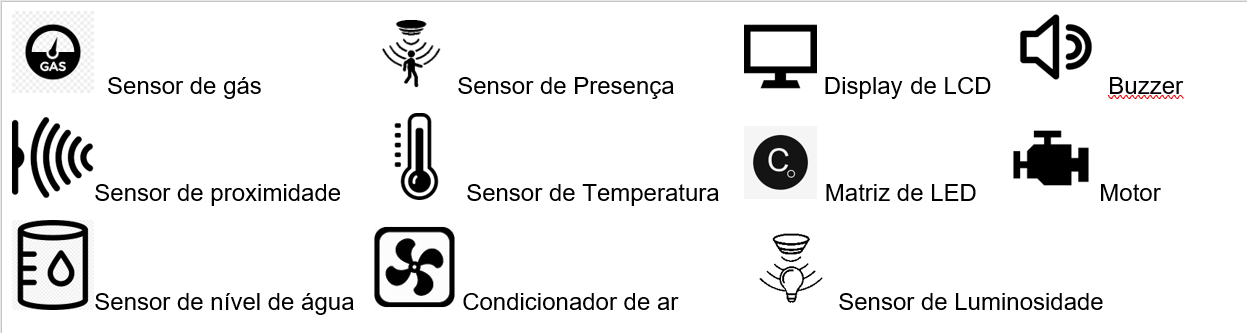 GAS Sensor de gás
Sensor de Presença
Display de LCD
Buzzer
Sensor de proximidade
Sensor de Temperatura
C Matriz de LED
Motor
Sensor de nível de água
Condicionador de ar
Sensor de Luminosidade